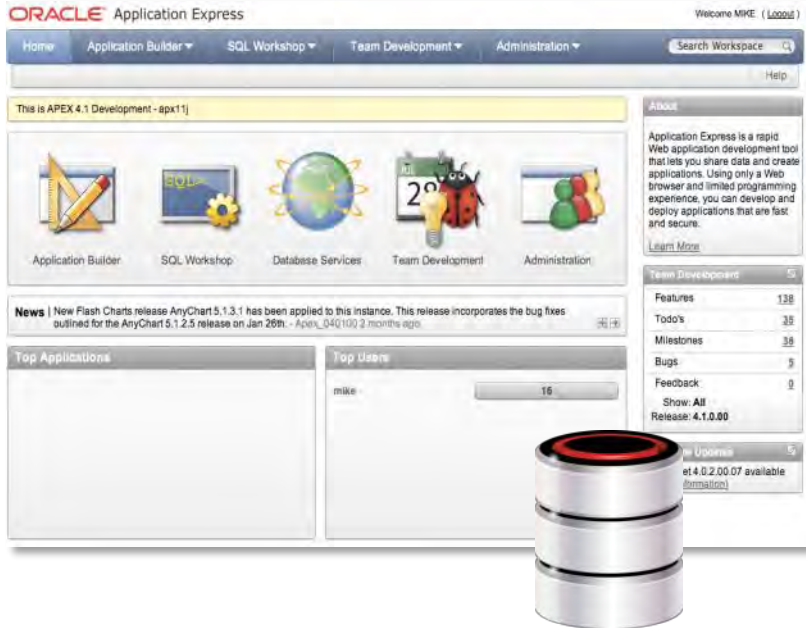 ORACLE Application Express
Welcome MIKE ( Logout )
Home Application Builder SQL Workshop Team Development Administration
Search Workspace
Help
This is APEX 4.1 Development - apx11j
About
Application Express is a rapid
Web application development tool
that lets you share data and create
applications. Using only a Web
browser and limited programming
experience, you can develop and
deploy applications that are fast
and secure.
Learn More
SQL>
JUL
28
Application Builder
SQL Workshop
Database Services
Team Development
Administration
Team Development
Features 138
Todo's 35
Milestones 38
Bugs 5
Feedback 0
Show: All
Release: 4.1.0.00
News | New Flash Charts release AnyChart 5.1.3.1 has been applied to this instance. This release incorporates the bug fixes
outlined for the AnyChart 5.1.2.5 release on Jan 26th. - Apex_040100 2 months ago
Top Applications
Top Users
mike 16
et 4.0.2.00.07 available